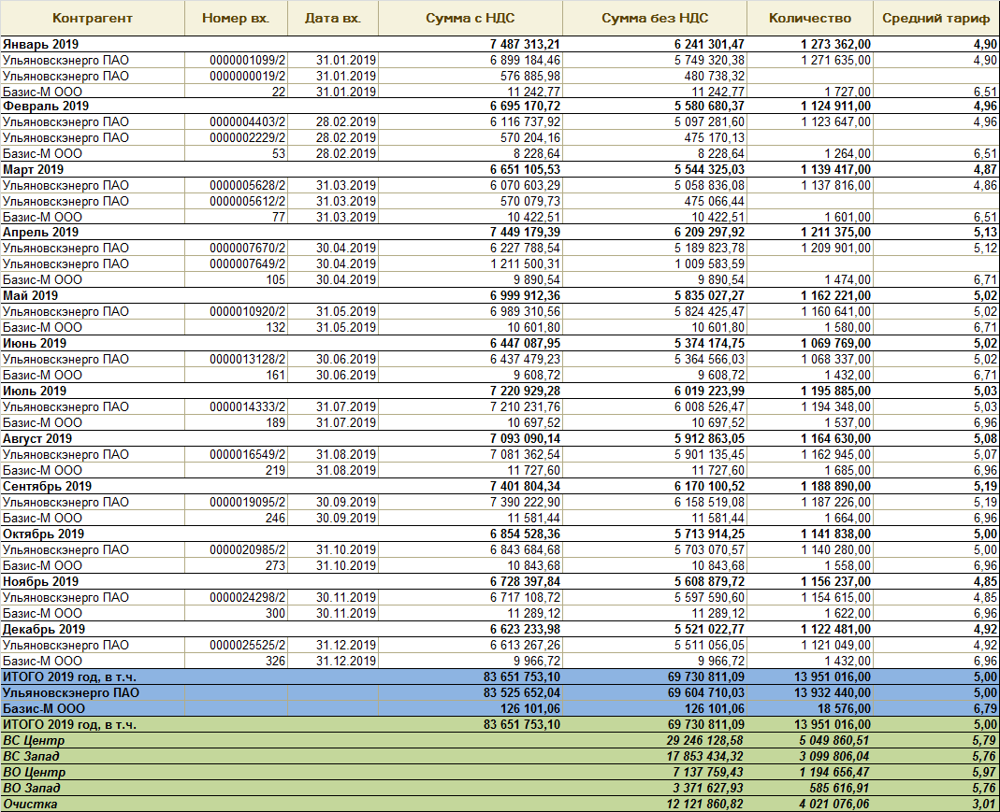 Контрагент Номер вх. Дата вх. Сумма с НДС Сумма без НДС Количество Средний тариф
Январь 2019 7 487 313,21 6 241 301,47 1 273 362,00 4,90
Ульяновскэнерго ПАО 0000001099/2 31.01.2019 6 899 184,46 5 749 320,38 1 271 635,00 4,90
Ульяновскэнерго ПАО 0000000019/2 31.01.2019 576 885,98 480 738,32
Базис-М ООО 22 31.01.2019 11 242,77 11 242,77 1 727,00 6,51
Февраль 2019 6 695 170,72 5 580 680,37 1 124 911,00 4,96
Ульяновскэнерго ПАО 0000004403/2 28.02.2019 6 116 737,92 5 097 281,60 1 123 647,00 4,96
Ульяновскэнерго ПАО 0000002229/2 28.02.2019 570 204,16 475 170,13
Базис-М ООО 53 28.02.2019 8 228,64 8 228,64 1 264,00 6,51
Март 2019 6 651 105,53 5 544 325,03 1 139 417,00 4,87
Ульяновскэнерго ПАО 0000005628/2 31.03.2019 6 070 603,29 5 058 836,08 1 137 816,00 4,86
Ульяновскэнерго ПАО 0000005612/2 31.03.2019 570 079,73 475 066,44
Базис-М ООО 77 31.03.2019 10 422,51 10 422,51 1 601,00 6,51
Апрель 2019 7 449 179,39 6 209 297,92 1 211 375,00 5,13
Ульяновскэнерго ПАО 0000007670/2 30.04.2019 6 227 788,54 5 189 823,78 1 209 901,00 5,12
Ульяновскэнерго ПАО 0000007649/2 30.04.2019 1 211 500,31 1 009 583,59
Базис-М ООО 105 30.04.2019 9 890,54 9 890,54 1 474,00 6,71
Май 2019 6 999 912,36 5 835 027,27 1 162 221,00 5,02
Ульяновскэнерго ПАО 0000010920/2 31.05.2019 6 989 310,56 5 824 425,47 1 160 641,00 5,02
Базис-М ООО 132 31.05.2019 10 601,80 10 601,80 1 580,00 6,71
Июнь 2019 6 447 087,95 5 374 174,75 1 069 769,00 5,02
Ульяновскэнерго ПАО 0000013128/2 30.06.2019 6 437 479,23 5 364 566,03 1 068 337,00 5,02
Базис-М ООО 161 30.06.2019 9 608,72 9 608,72 1 432,00 6,71
Июль 2019 7 220 929,28 6 019 223,99 1 195 885,00 5,03
Ульяновскэнерго ПАО 0000014333/2 31.07.2019 7 210 231,76 6 008 526,47 1 194 348,00 5,03
Базис-М ООО 189 31.07.2019 10 697,52 10 697,52 1 537,00 6,96
Август 2019 7 093 090,14 5 912 863,05 1 164 630,00 5,08
Ульяновскэнерго ПАО 0000016549/2 31.08.2019 7 081 362,54 5 901 135,45 1 162 945,00 5,07
Базис-М ООО 219 31.08.2019 11 727,60 11 727,60 1 685,00 6,96
Сентябрь 2019 7 401 804,34 6 170 100,52 1 188 890,00 5,19
Ульяновскэнерго ПАО 0000019095/2 30.09.2019 7 390 222,90 6 158 519,08 1 187 226,00 5,19
Базис-М ООО 246 30.09.2019 11 581,44 11 581,44 1 664,00 6,96
Октябрь 2019 6 854 528,36 5 713 914,25 1 141 838,00 5,00
Ульяновскэнерго ПАО 0000020985/2 31.10.2019 6 843 684,68 5 703 070,57 1 140 280,00 5,00
Базис-М ООО 273 31.10.2019 10 843,68 10 843,68 1 558,00 6,96
Ноябрь 2019 6 728 397,84 5 608 879,72 1 156 237,00 4,85
Ульяновскэнерго ПАО 0000024298/2 30.11.2019 6 717 108,72 5 597 590,60 1 154 615,00 4,85
Базис-М ООО 300 30.11.2019 11 289,12 11 289,12 1 622,00 6,96
Декабрь 2019 6 623 233,98 5 521 022,77 1 122 481,00 4,92
Ульяновскэнерго ПАО 0000025525/2 31.12.2019 6 613 267,26 5 511 056,05 1 121 049,00 4,92
Базис-М ООО 326 31.12.2019 9 966,72 9 966,72 1 432,00 6,96
ИТОГО 2019 год, в т.ч. 83 651 753,10 69 730 811,09 13 951 016,00 5,00
Ульяновскэнерго ПАО 83 525 652,04 69 604 710,03 13 932 440,00 5,00
Базис-М ООО 126 101,06 126 101,06 18 576,00 6,79
ИТОГО 2019 год, в т.ч. 83 651 753,10 69 730 811,09 13 951 016,00 5,00
ВС Центр 29 246 128,58 5 049 860,51 5,79
ВС Запад 17 853 434,32 3 099 806,04 5,76
ВО Центр 7 137 759,43 1 194 656,47 5,97
ВО Запад 3 371 627,93 585 616,91 5,76
Очистка 12 121 860,82 4 021 076,06 3,01